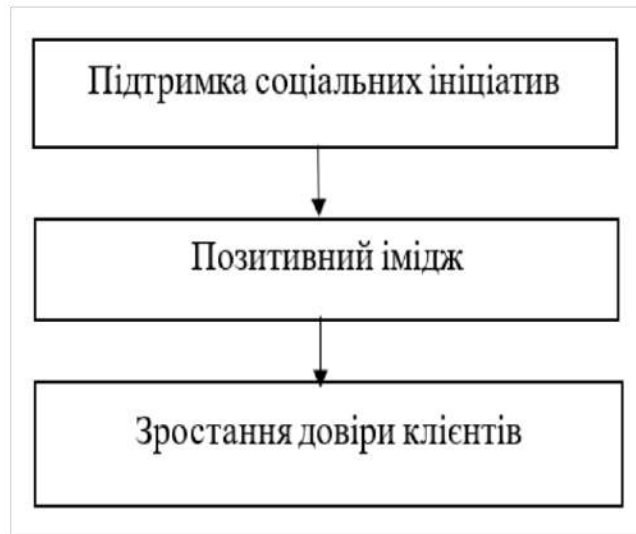 Підтримка соціальних ініціатив
Позитивний імідж
Зростання довіри клієнтів